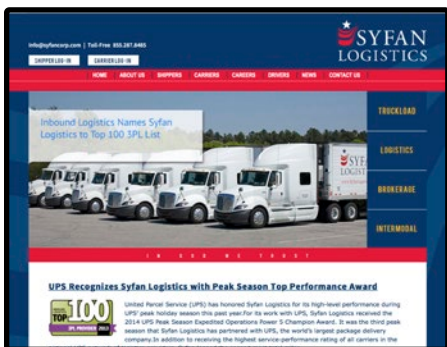 info@syfancorp.com | Toll-Free 855.287.8485
SHIPPER LOG-IN CARRIER LOG-IN
SYFAN
LOGISTICS
HOME ABOUT US SHIPPERS CARRIERS CAREERS DRIVERS NEWS CONTACT US
Inbound Logistics Names Syfan
Logistics to Top 100 3PL List
TRUCKLOAD
LOGISTICS
BROKERAGE
INTERMODAL
IN GOD WE TRUST
UPS Recognizes Syfan Logistics with Peak Season Top Performance Award
TOP 100
3PL PROVIDER 2013
United Parcel Service (UPS) has honored Syfan Logistics for its high-level performance during
UPS' peak holiday season this past year.For its work with UPS, Syfan Logistics received the
2014 UPS Peak Season Expedited Operations Power 5 Champion Award. It was the third peak
season that Syfan Logistics has partnered with UPS, the world's largest package delivery
company.In addition to receiving the highest service-performance rating of all carriers in the